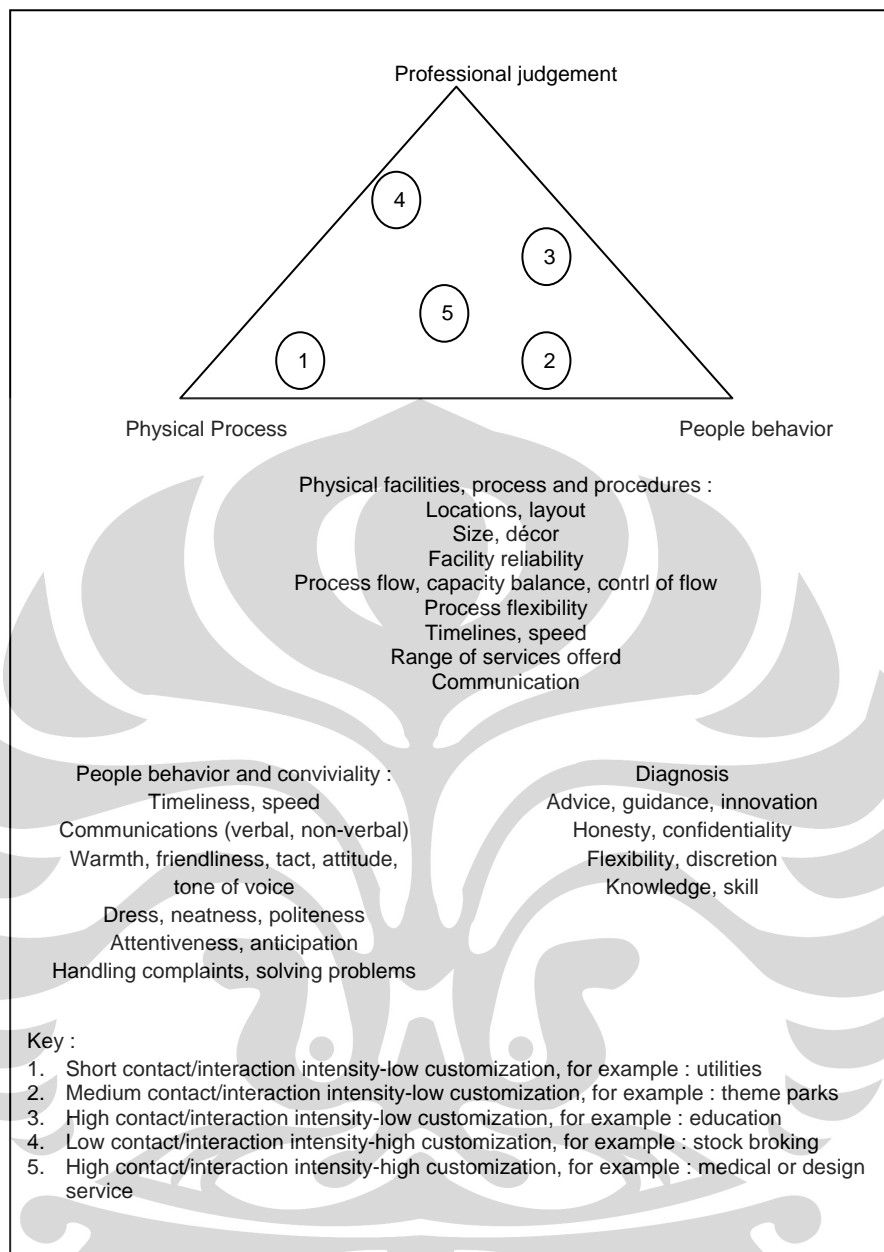 Professional judgement
4
3
5
1
2
Physical Process
People behavior
Physical facilities, process and procedures :
Locations, layout
Size, décor
Facility reliability
Process flow, capacity balance, contrl of flow
Process flexibility
Timelines, speed
Range of services offerd
Communication
People behavior and conviviality :
Timeliness, speed
Communications (verbal, non-verbal)
Warmth, friendliness, tact, attitude,
tone of voice
Dress, neatness, politeness
Attentiveness, anticipation
Handling complaints, solving problems
Diagnosis
Advice, guidance, innovation
Honesty, confidentiality
Flexibility, discretion
Knowledge, skill
Key :
1. Short contact/interaction intensity-low customization, for example : utilities
2. Medium contact/interaction intensity-low customization, for example : theme parks
3. High contact/interaction intensity-low customization, for example : education
4. Low contact/interaction intensity-high customization, for example : stock broking
5. High contact/interaction intensity-high customization, for example : medical or design
service